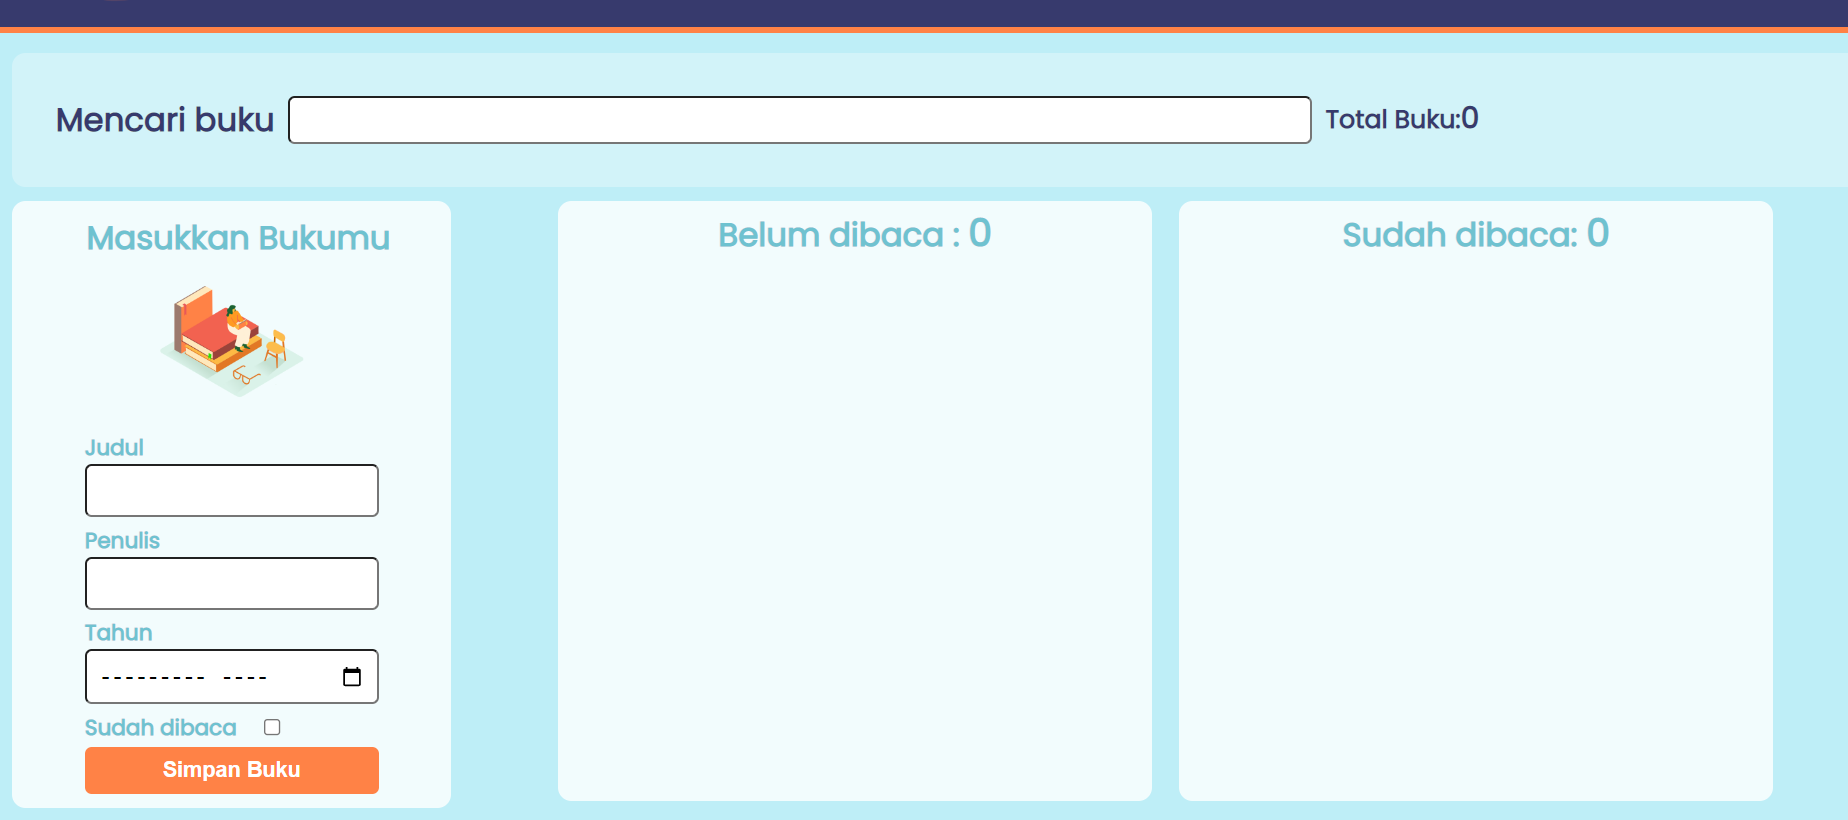 Mencari buku
Total Buku:0
Masukkan Bukumu
Belum dibaca : 0
Sudah dibaca: 0
Judul
Penulis
Tahun
--------- ----
Sudah dibaca
Simpan Buku